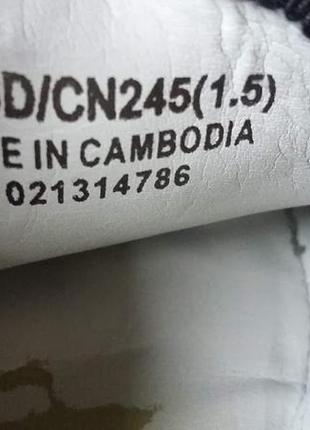 D/CN245(1.5)
E IN CAMBODIA
021314786